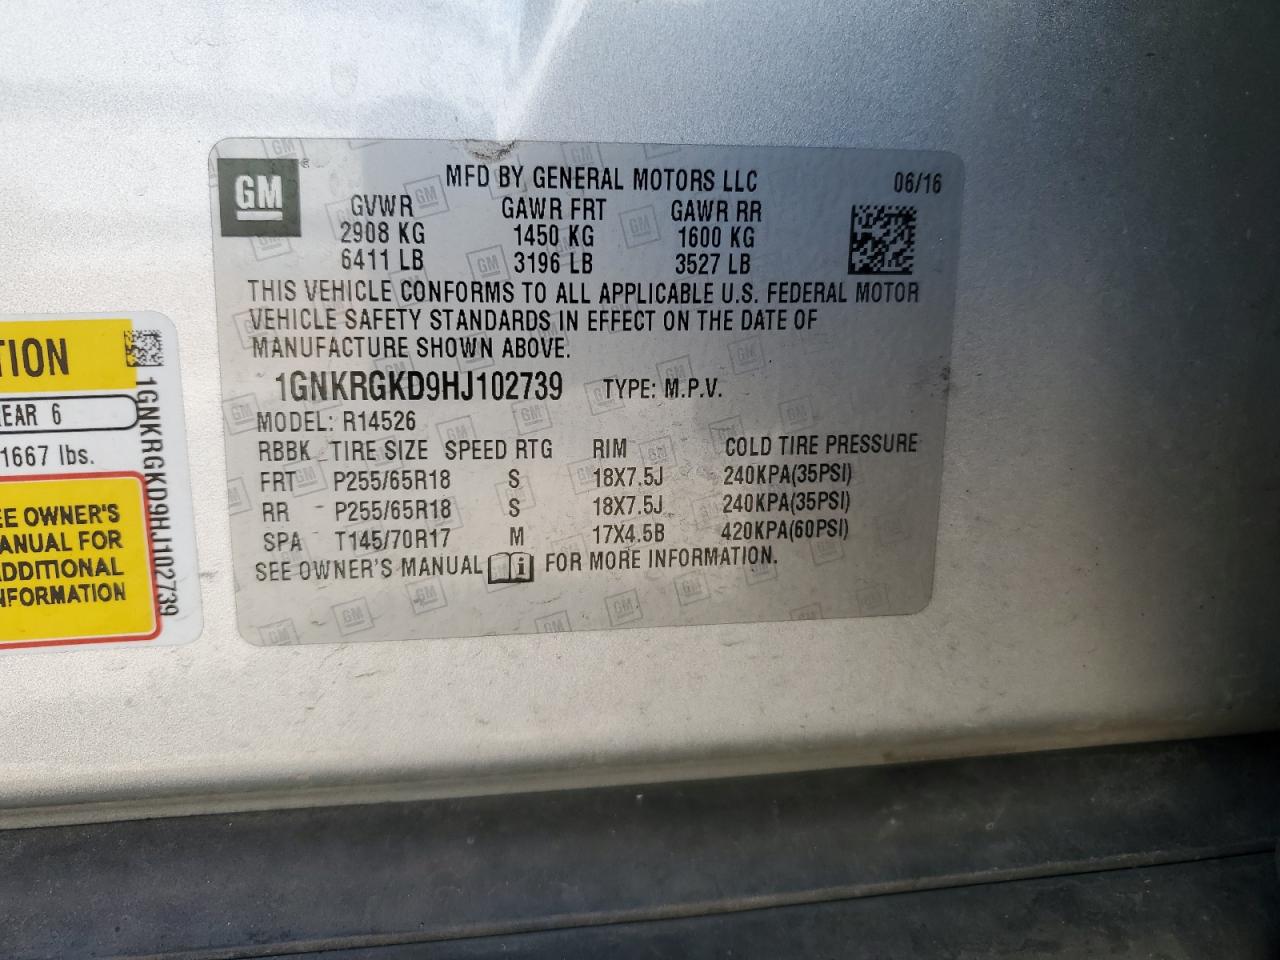 GM
MFD BY GENERAL MOTORS LLC 06/16
GVWR GAWR FRT GAWR RR
2908 KG 1450 KG 1600 KG
6411 LB 3196 LB 3527 LB
THIS VEHICLE CONFORMS TO ALL APPLICABLE U.S. FEDERAL MOTOR
VEHICLE SAFETY STANDARDS IN EFFECT ON THE DATE OF
MANUFACTURE SHOWN ABOVE.
1GNKRGKD9HJ102739 TYPE: M.P.V.
MODEL: R14526
RBBK TIRE SIZE SPEED RTG RIM COLD TIRE PRESSURE
FRT P255/65R18 S 18X7.5J 240KPA(35PSI)
RR P255/65R18 S 18X7.5J 240KPA(35PSI)
SPA T145/70R17 M 17X4.5B 420KPA(60PSI)
SEE OWNER'S MANUAL i FOR MORE INFORMATION.
TION
EAR 6
1667 lbs.
EE OWNER'S
ANUAL FOR
ADDITIONAL
NFORMATION
1GNKRGKD9HJ102739